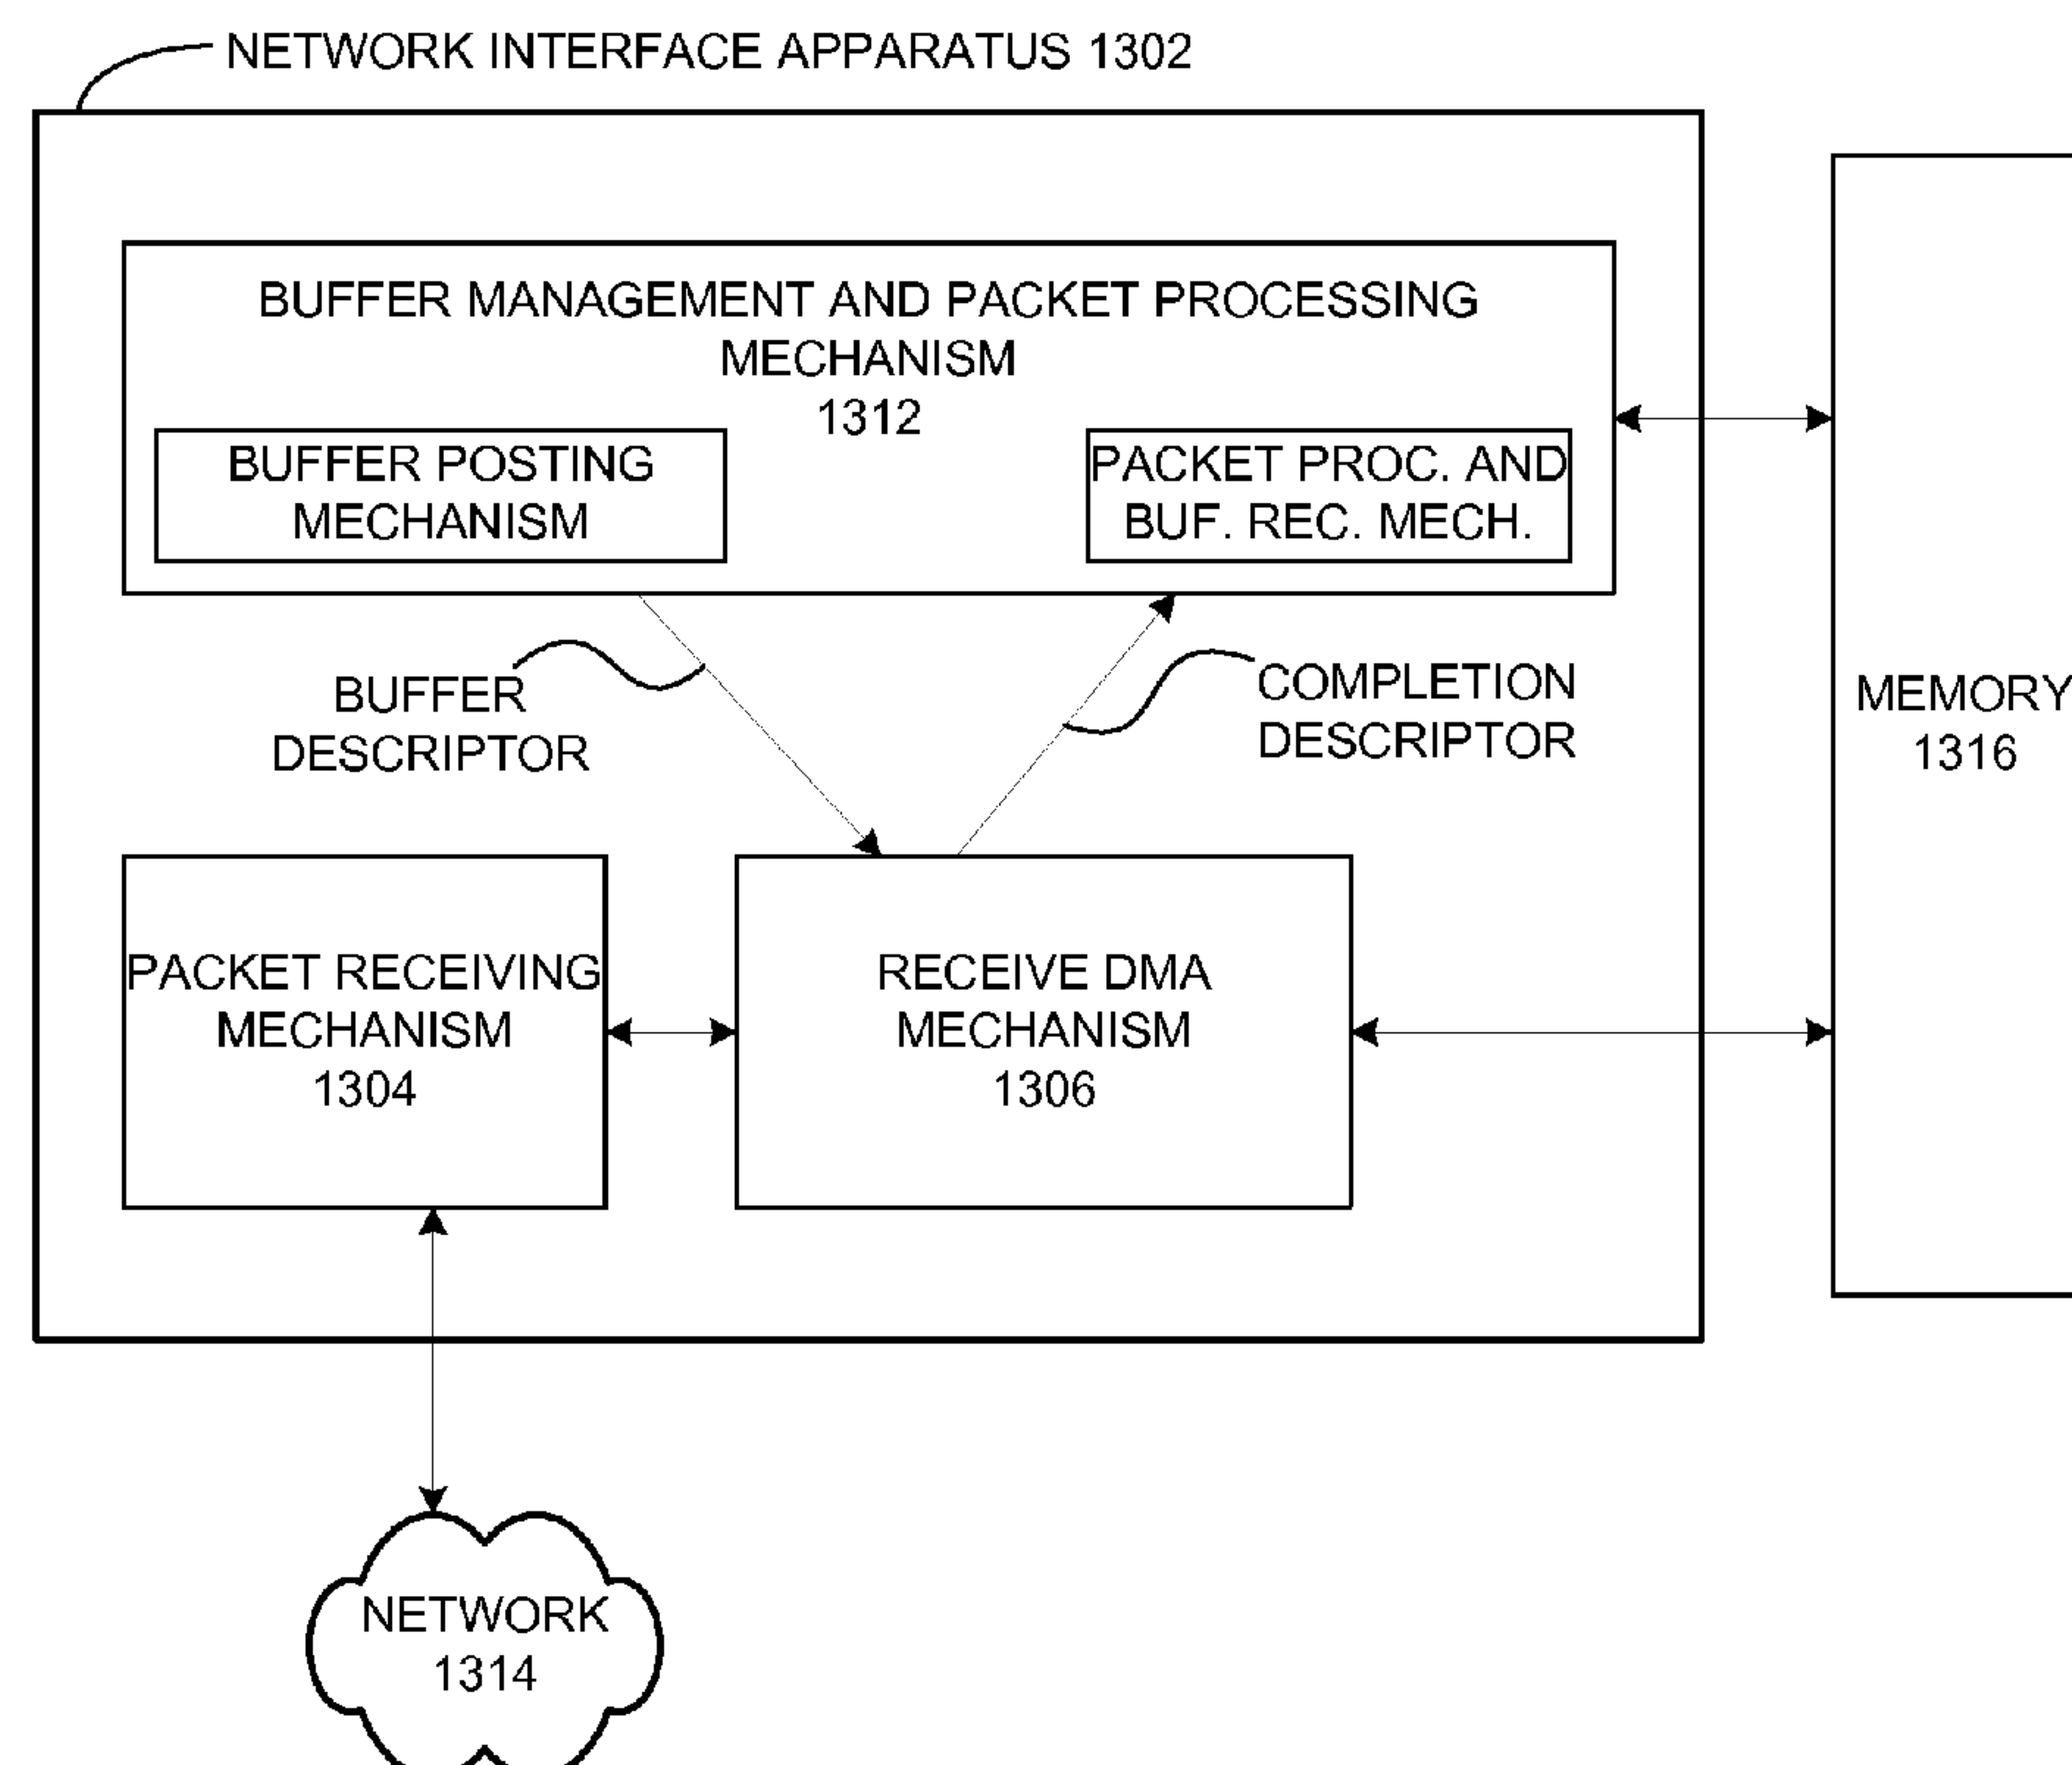 NETWORK INTERFACE APPARATUS 1302
BUFFER MANAGEMENT AND PACKET PROCESSING
MECHANISM
1312
BUFFER POSTING
MECHANISM
PACKET PROC. AND
BUF. REC. MECH.
BUFFER
DESCRIPTOR
COMPLETION
DESCRIPTOR
MEMORY
1316
PACKET RECEIVING
MECHANISM
1304
RECEIVE DMA
MECHANISM
1306
NETWORK
1314